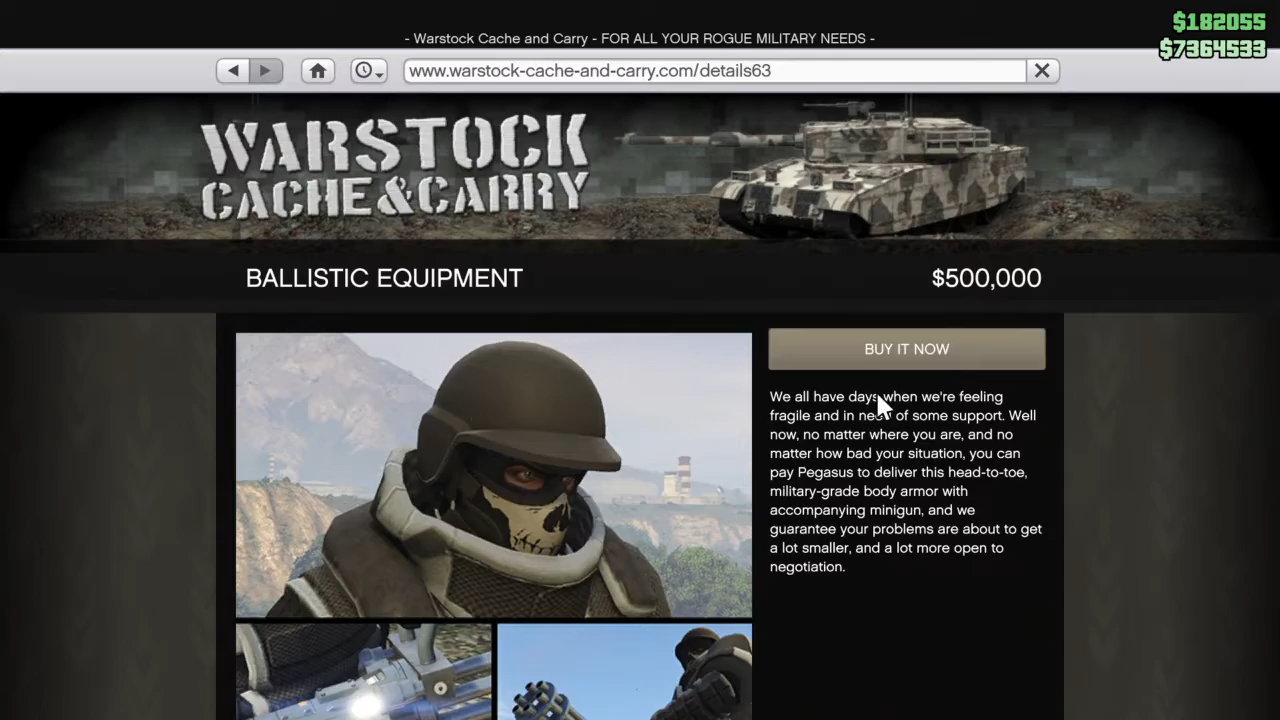 $182055
- Warstock Cache and Carry - FOR ALL YOUR ROGUE MILITARY NEEDS -
$7364533
www.warstock-cache-and-carry.com/details63
WARSTOCK
CACHE&CARRY
BALLISTIC EQUIPMENT
$500,000
BUY IT NOW
We all have days when we're feeling
fragile and in need of some support. Well
now, no matter where you are, and no
matter how bad your situation, you can
pay Pegasus to deliver this head-to-toe,
military-grade body armor with
accompanying minigun, and we
guarantee your problems are about to get
a lot smaller, and a lot more open to
negotiation.